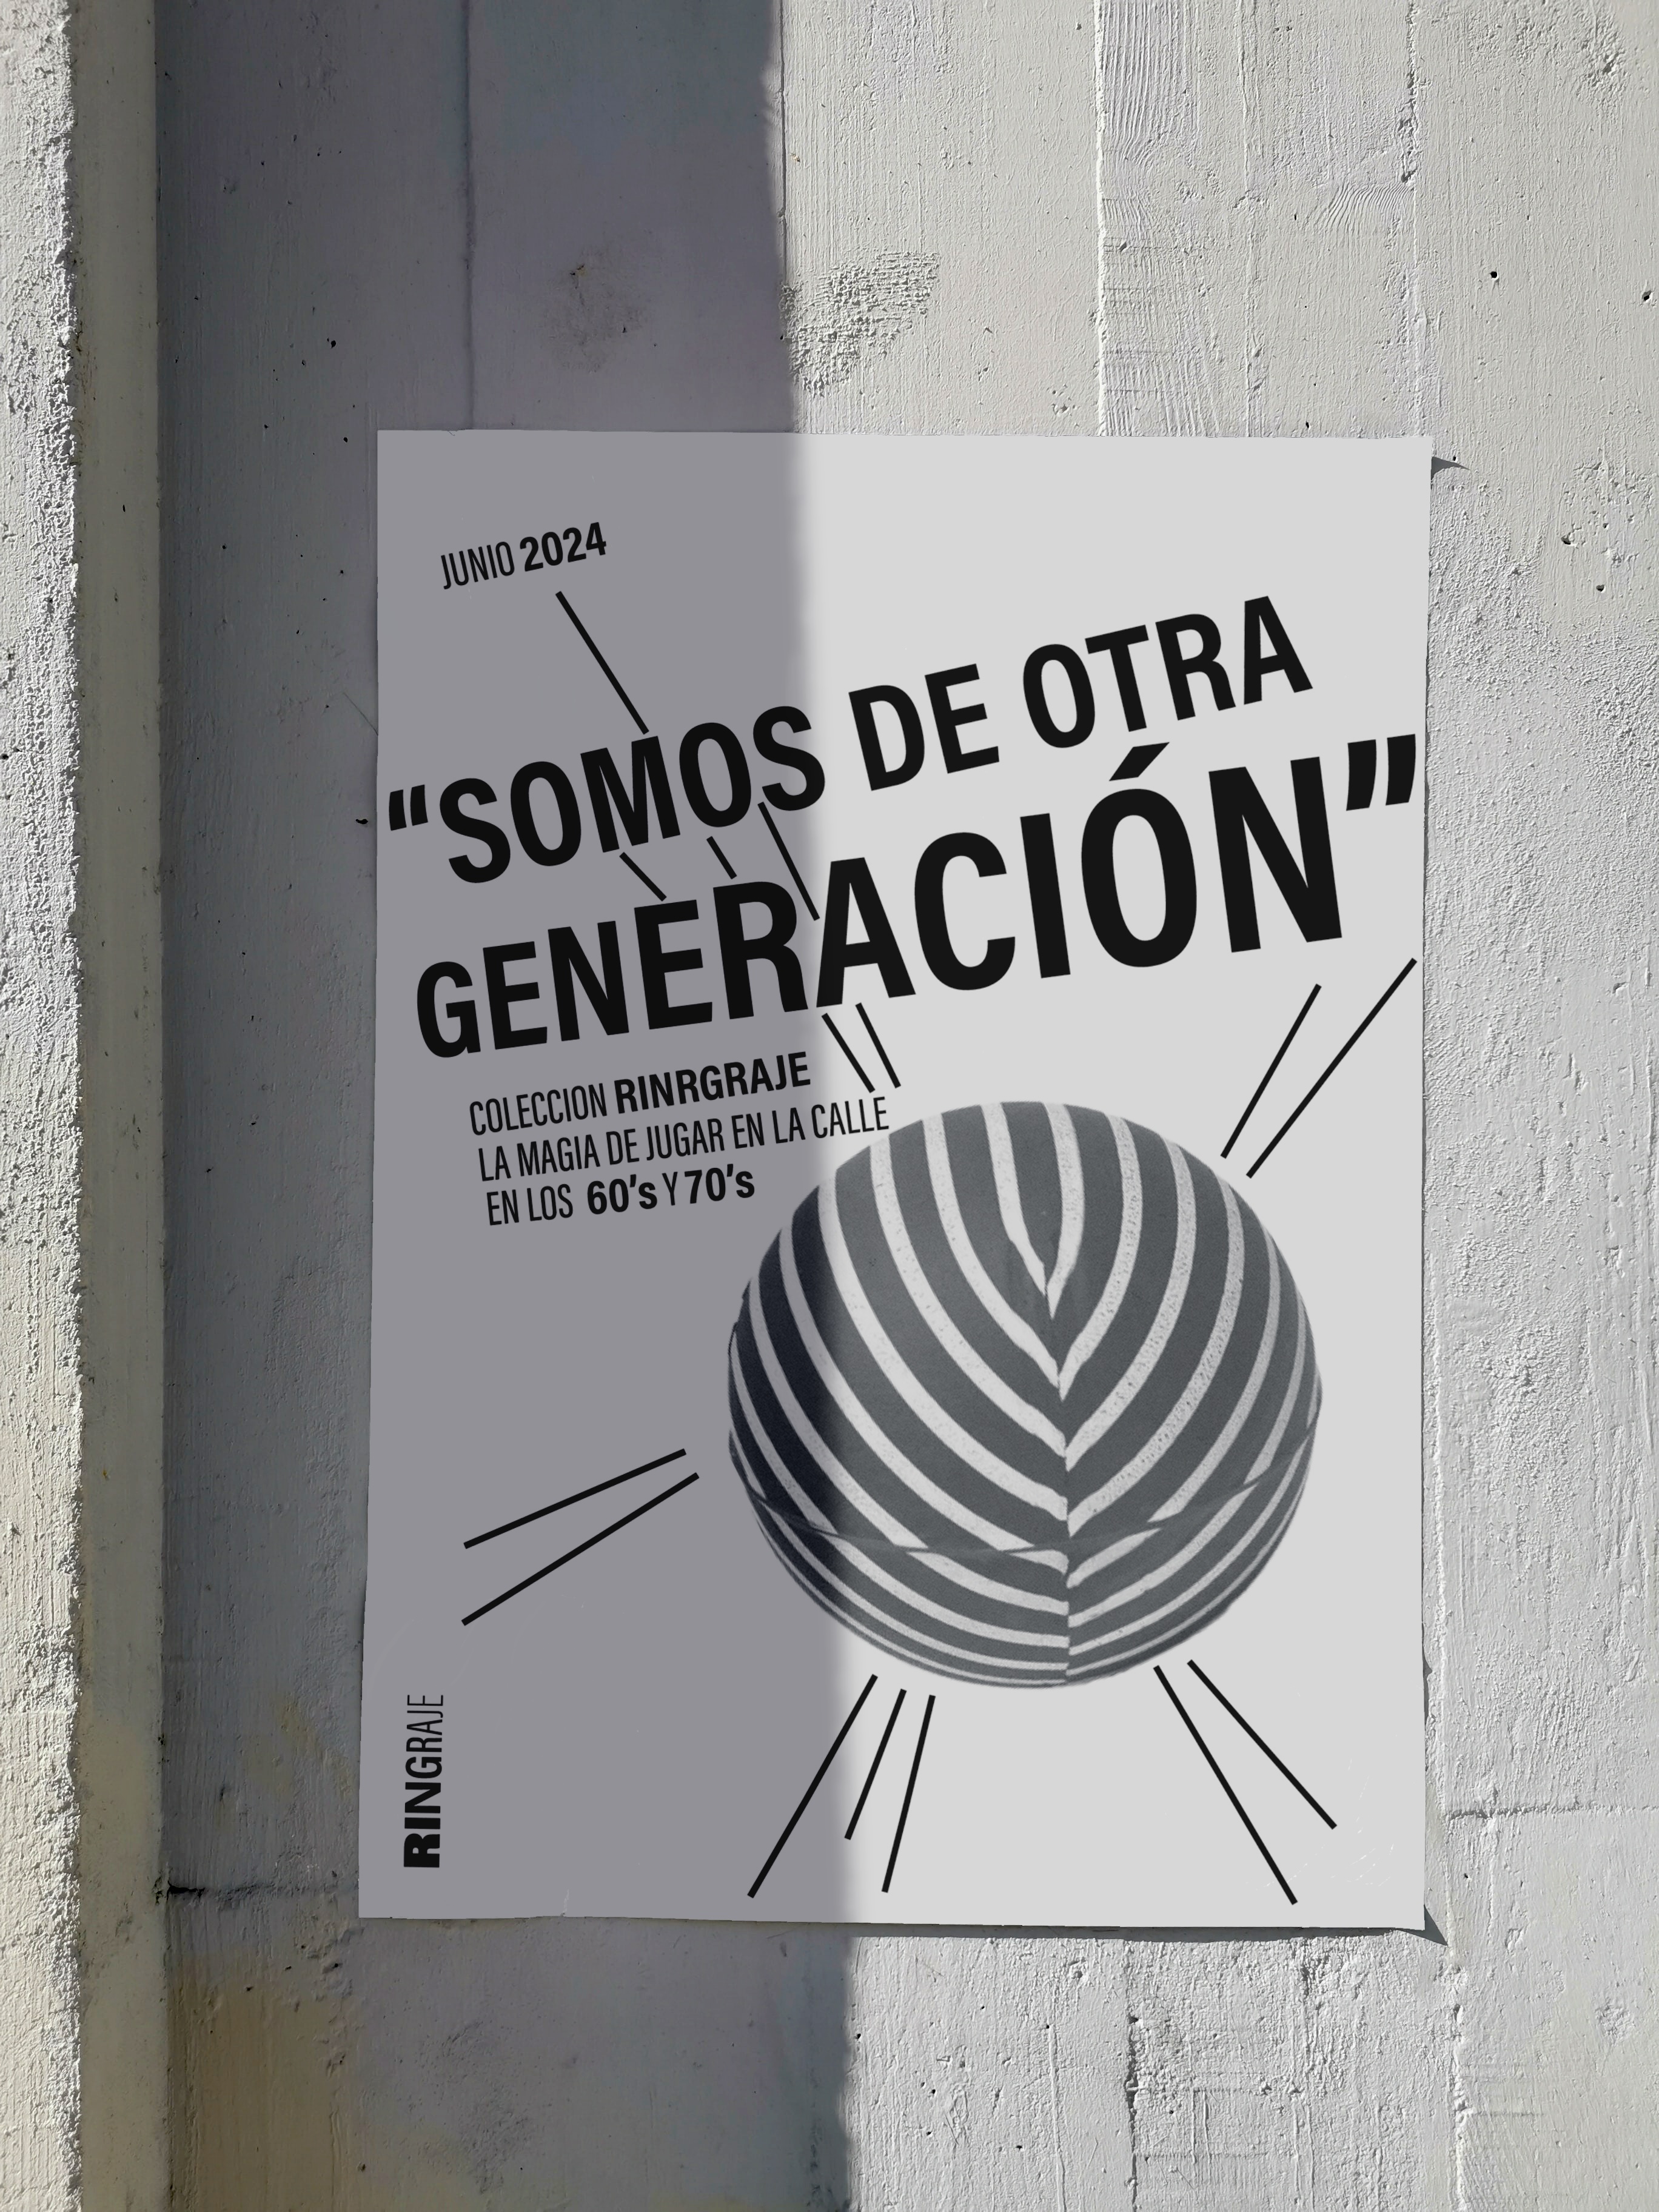 JUNIO 2024
“SOMOS DE OTRA
GENERACIÓN”
COLECCION RINRGRAJE
LA MAGIA DE JUGAR EN LA CALLE
EN LOS 60's Y 70's
RINGRAJE